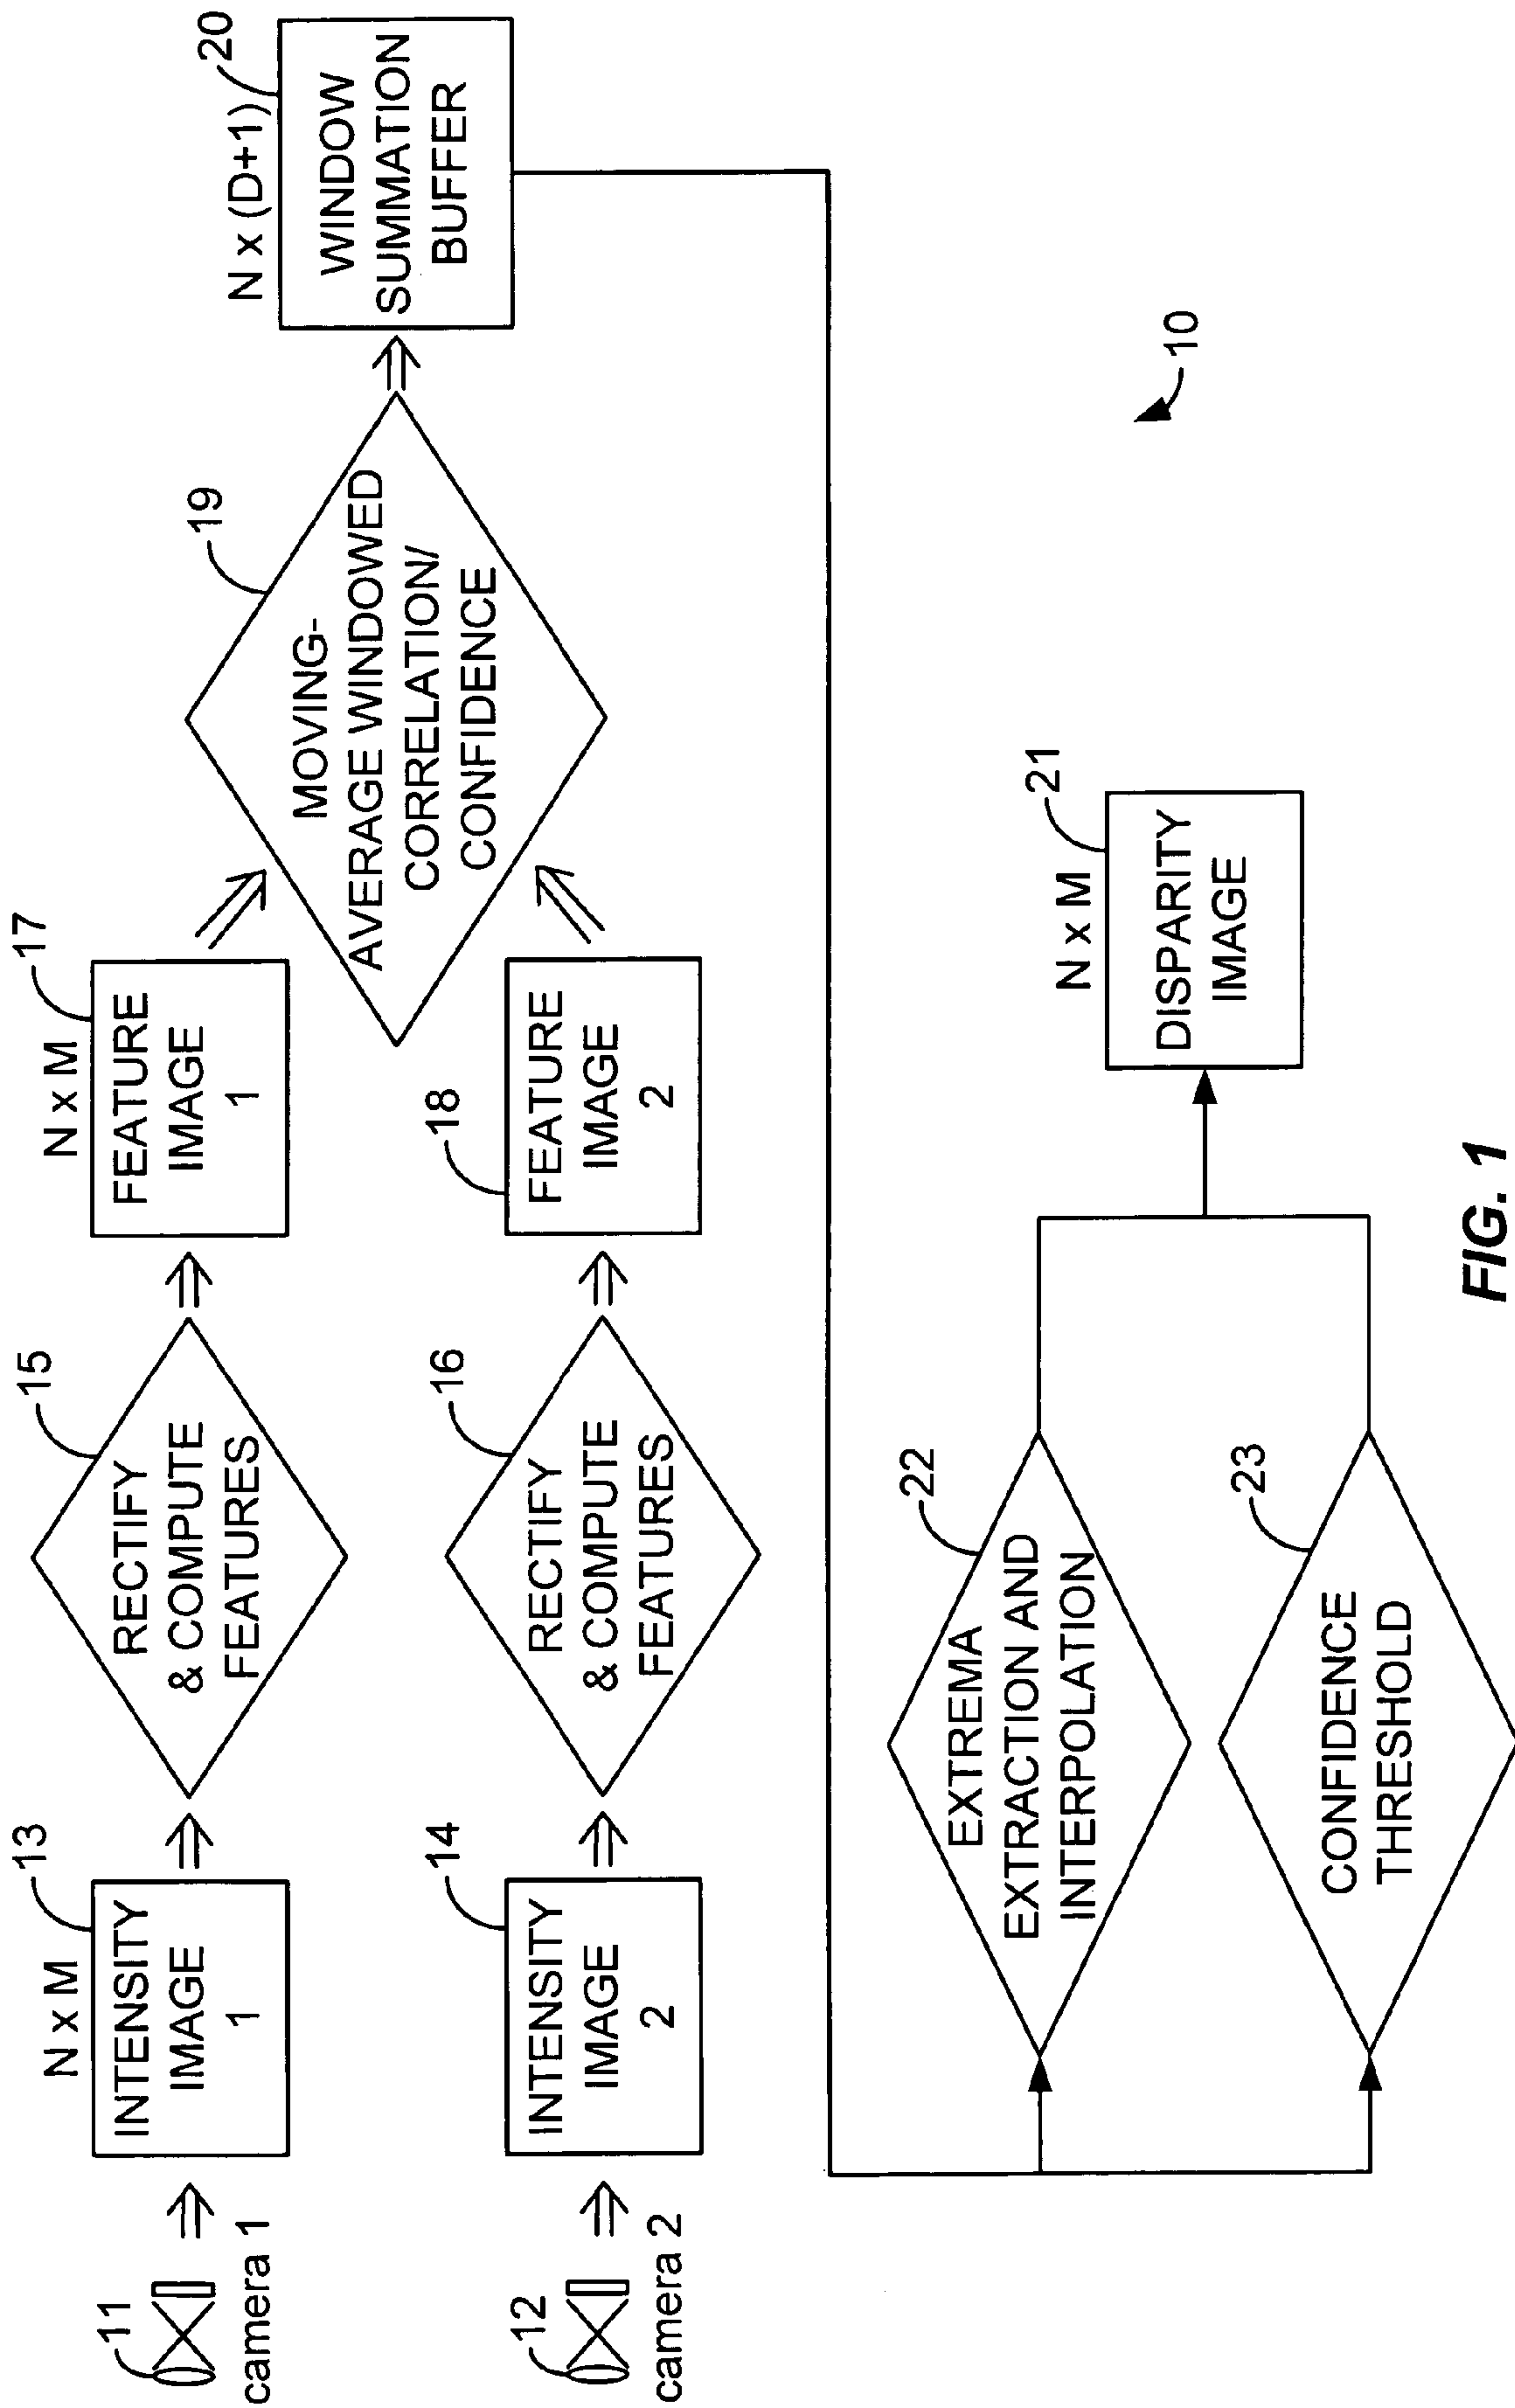 11
camera 1
N x M
13
INTENSITY
IMAGE
1
15
RECTIFY
& COMPUTE
FEATURES
N x M
17
FEATURE
IMAGE
1
12
camera 2
14
INTENSITY
IMAGE
2
16
RECTIFY
& COMPUTE
FEATURES
18
FEATURE
IMAGE
2
19
MOVING-
AVERAGE WINDOWED
CORRELATION/
CONFIDENCE
N x (D+1)
20
WINDOW
SUMMATION
BUFFER
22
EXTREMA
EXTRACTION AND
INTERPOLATION
23
CONFIDENCE
THRESHOLD
N x M
21
DISPARITY
IMAGE
10
FIG. 1